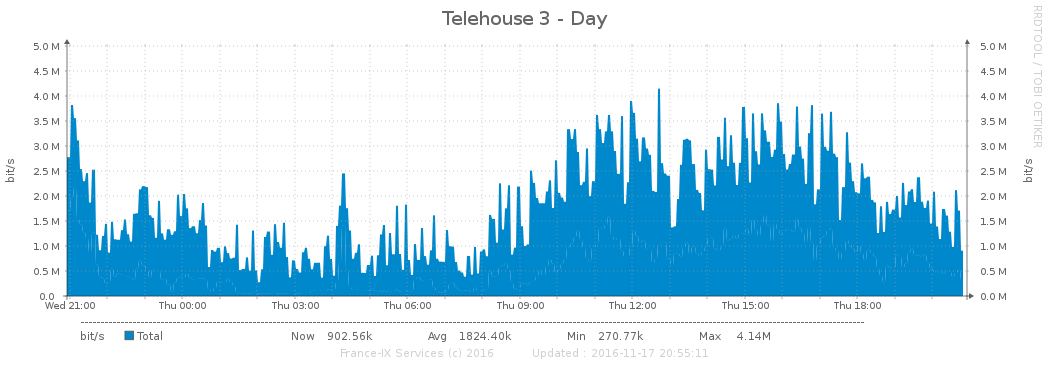 Telehouse 3 - Day
RRDTOOL / TOBI OETIKER
bit/s
5.0 M
4.5 M
4.0 M
3.5 M
3.0 M
2.5 M
2.0 M
1.5 M
1.0 M
0.5 M
0.0
5.0 M
4.5 M
4.0 M
3.5 M
3.0 M
2.5 M
2.0 M
1.5 M
1.0 M
0.5 M
0.0 M
bit/s
Wed 21:00 Thu 00:00 Thu 03:00 Thu 06:00 Thu 09:00 Thu 12:00 Thu 15:00 Thu 18:00
bit/s Total Now 902.56k Avg 1824.40k Min 270.77k Max 4.14M
France-IX Services (c) 2016 Updated : 2016-11-17 20:55:11